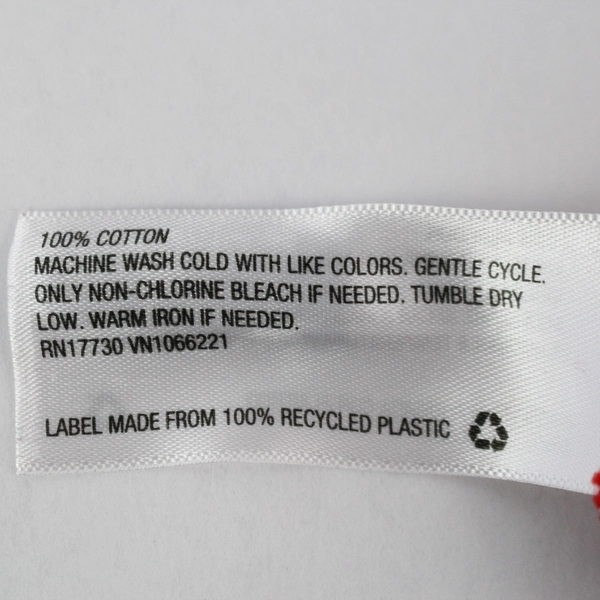 100% COTTON
MACHINE WASH COLD WITH LIKE COLORS. GENTLE CYCLE.
ONLY NON-CHLORINE BLEACH IF NEEDED. TUMBLE DRY
LOW. WARM IRON IF NEEDED.
RN17730 VN1066221
LABEL MADE FROM 100% RECYCLED PLASTIC